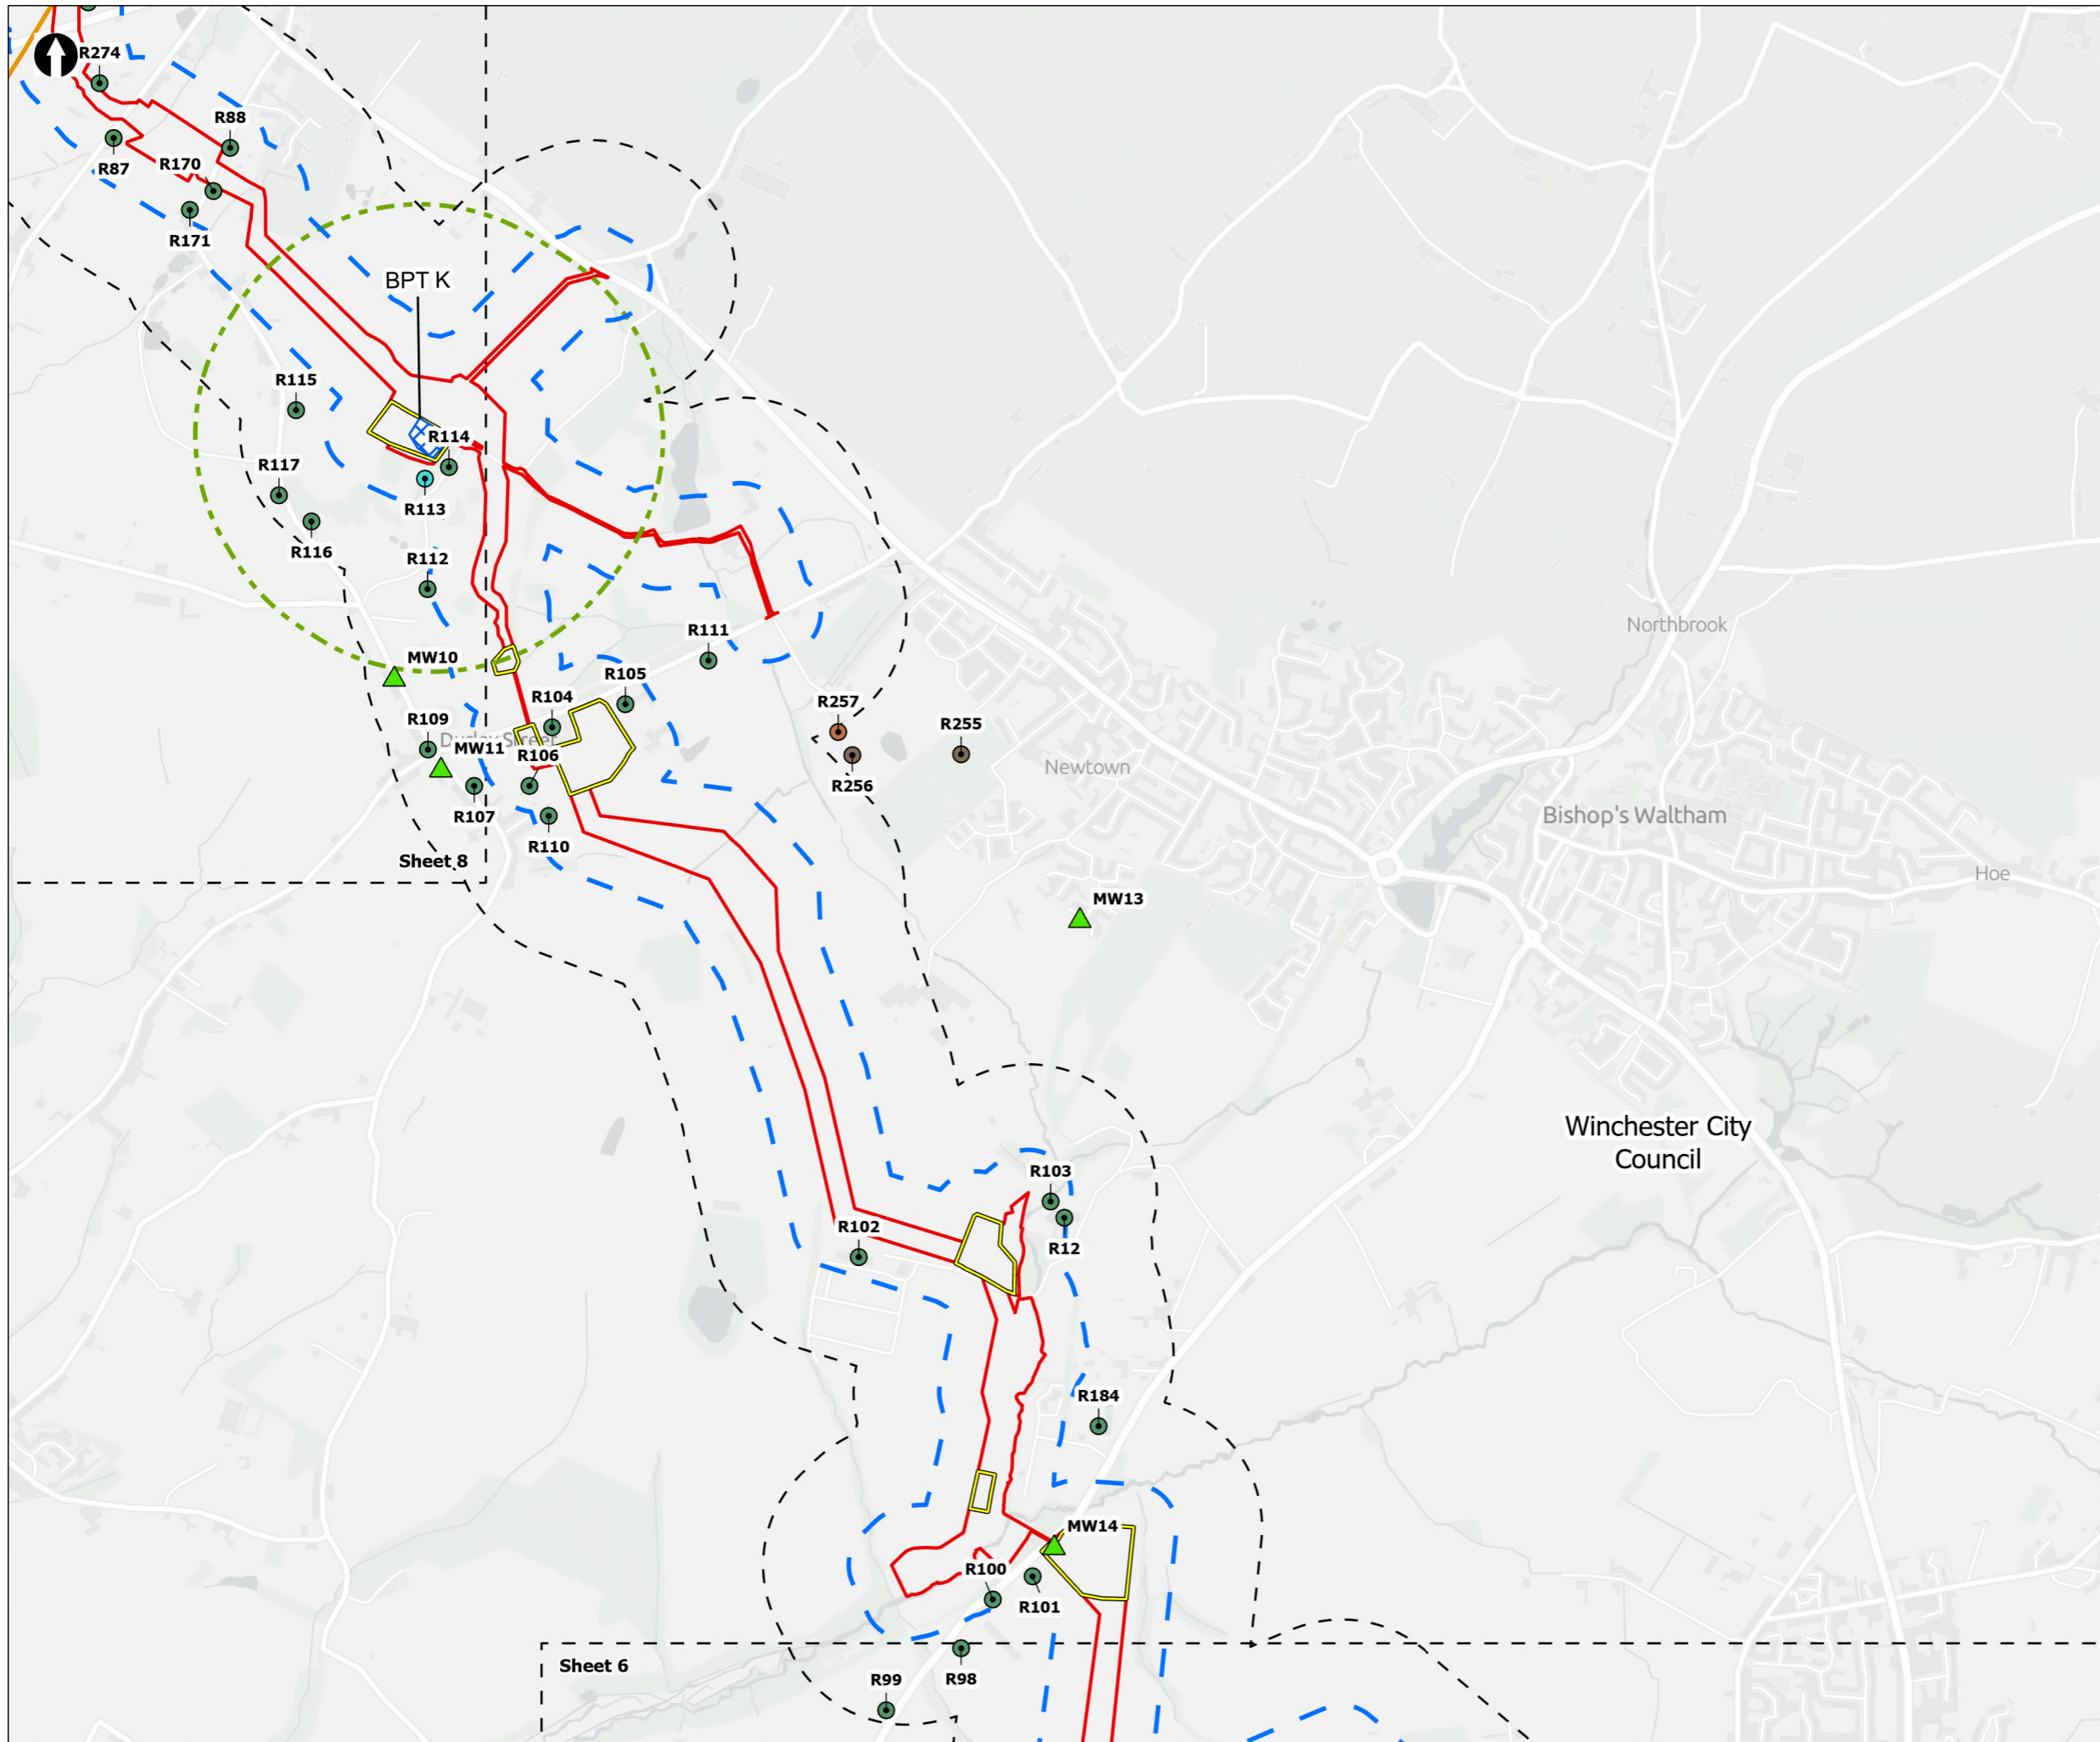 R274
R88
R87
R170
R171
BPT K
R115
R114
R117
R113
R116
R112
Northbrook
R111
MW10
R105
R104
R257
R109
R255
Durley Street
MW11
R106
Newtown
R256
R107
Bishop's Waltham
R110
Sheet 8
Hoe
MW13
Winchester City
Council
R103
R102
R12
R184
MW14
R100
R101
Sheet 6
R99
R98